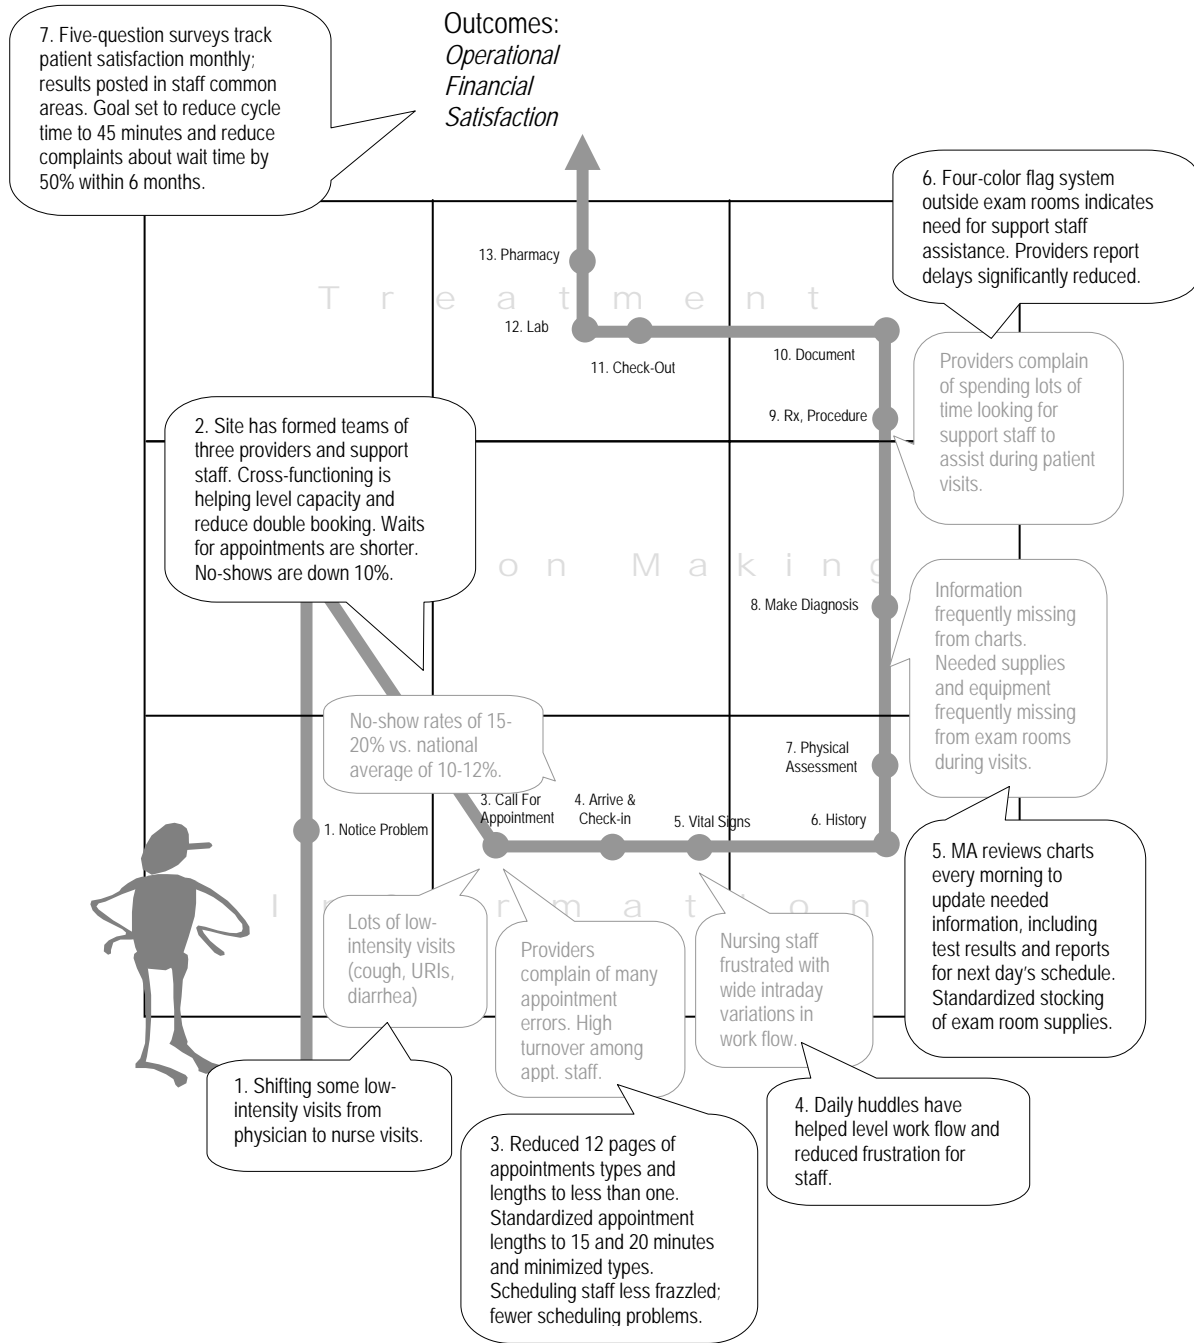 7. Five-question surveys track
patient satisfaction monthly;
results posted in staff common
areas. Goal set to reduce cycle
time to 45 minutes and reduce
complaints about wait time by
50% within 6 months.
Outcomes:
Operational
Financial
Satisfaction
6. Four-color flag system
outside exam rooms indicates
need for support staff
assistance. Providers report
delays significantly reduced.
13. Pharmacy
Treatment
12. Lab
11. Check-Out
10. Document
Providers complain
of spending lots of
time looking for
support staff to
assist during patient
visits.
9. Rx, Procedure
2. Site has formed teams of
three providers and support
staff. Cross-functioning is
helping level capacity and
reduce double booking. Waits
for appointments are shorter.
No-shows are down 10%.
on Making
8. Make Diagnosis
Information
frequently missing
from charts.
Needed supplies
and equipment
frequently missing
from exam rooms
during visits.
No-show rates of 15-
20% vs. national
average of 10-12%.
7. Physical
Assessment
3. Call For
Appointment
4. Arrive &
Check-in
5. Vital Signs
6. History
1. Notice Problem
Information
Lots of low-
intensity visits
(cough, URIs,
diarrhea)
Providers
complain of many
appointment
errors. High
turnover among
appt. staff.
Nursing staff
frustrated with
wide intraday
variations in
work flow.
5. MA reviews charts
every morning to
update needed
information, including
test results and reports
for next day's schedule.
Standardized stocking
of exam room supplies.
1. Shifting some low-
intensity visits from
physician to nurse visits.
4. Daily huddles have
helped level work flow and
reduced frustration for
staff.
3. Reduced 12 pages of
appointments types and
lengths to less than one.
Standardized appointment
lengths to 15 and 20 minutes
and minimized types.
Scheduling staff less frazzled;
fewer scheduling problems.